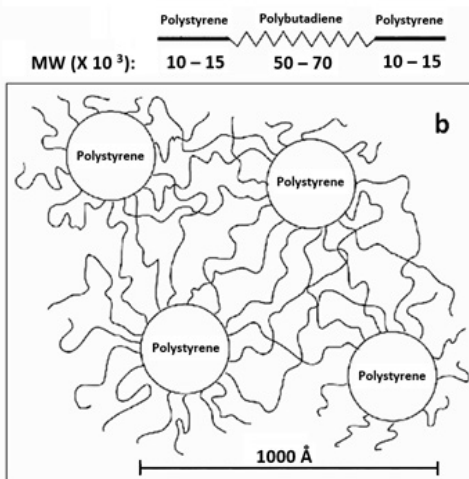 Polystyrene Polybutadiene Polystyrene
MW (X 10 ³): 10 – 15 50 – 70 10 – 15
b
Polystyrene
Polystyrene
Polystyrene
Polystyrene
1000 Å